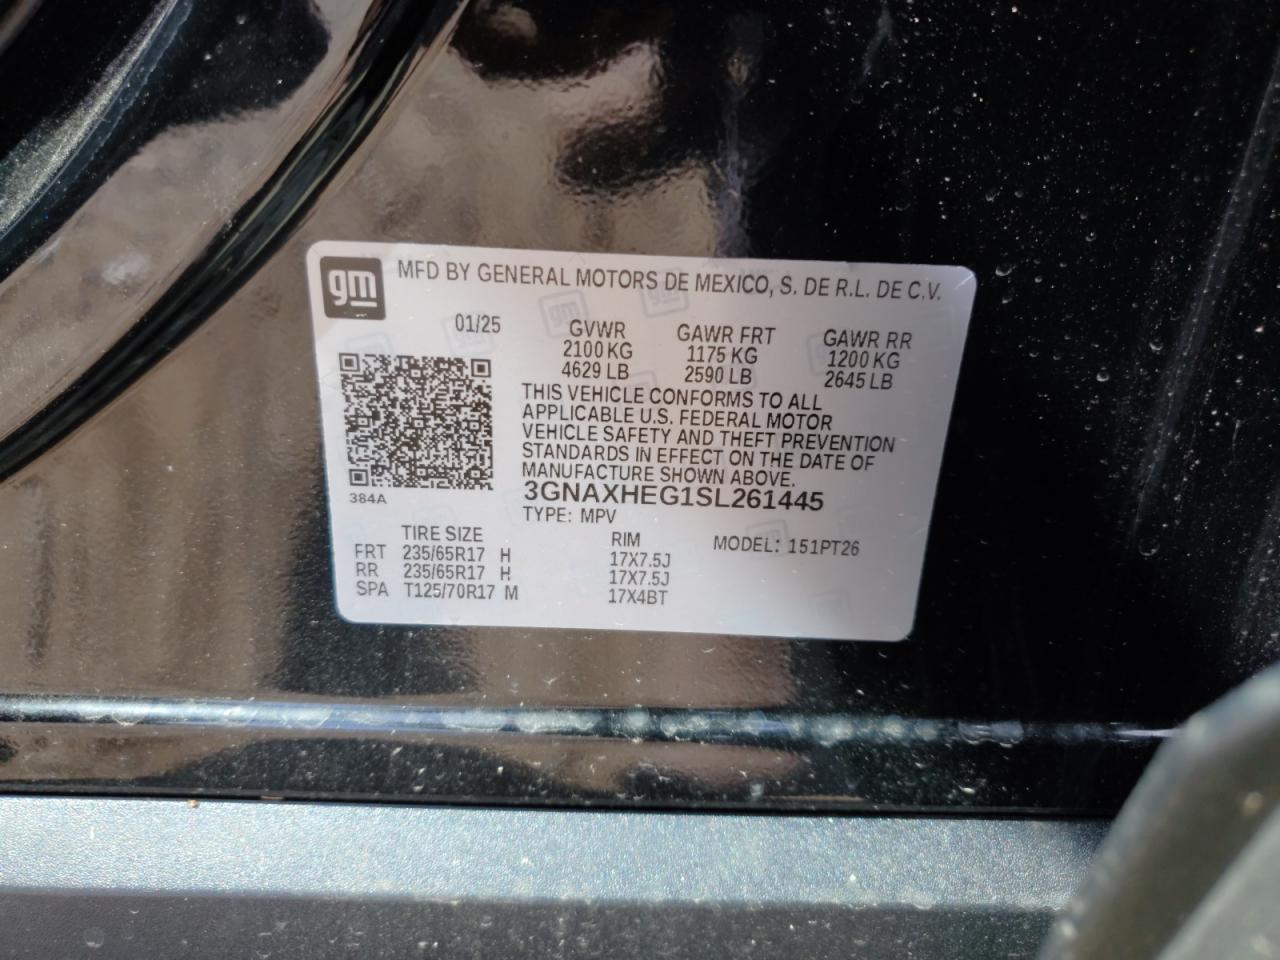 gm
MFD BY GENERAL MOTORS DE MEXICO, S. DE R.L. DE C.V.
01/25
GVWR GAWR FRT GAWR RR
2100 KG 1175 KG 1200 KG
4629 LB 2590 LB 2645 LB
THIS VEHICLE CONFORMS TO ALL
APPLICABLE U.S. FEDERAL MOTOR
VEHICLE SAFETY AND THEFT PREVENTION
STANDARDS IN EFFECT ON THE DATE OF
MANUFACTURE SHOWN ABOVE.
384A
3GNAXHEG1SL261445
TYPE: MPV
TIRE SIZE RIM MODEL: 151PT26
FRT 235/65R17 H 17X7.5J
RR 235/65R17 H 17X7.5J
SPA T125/70R17 M 17X4BT